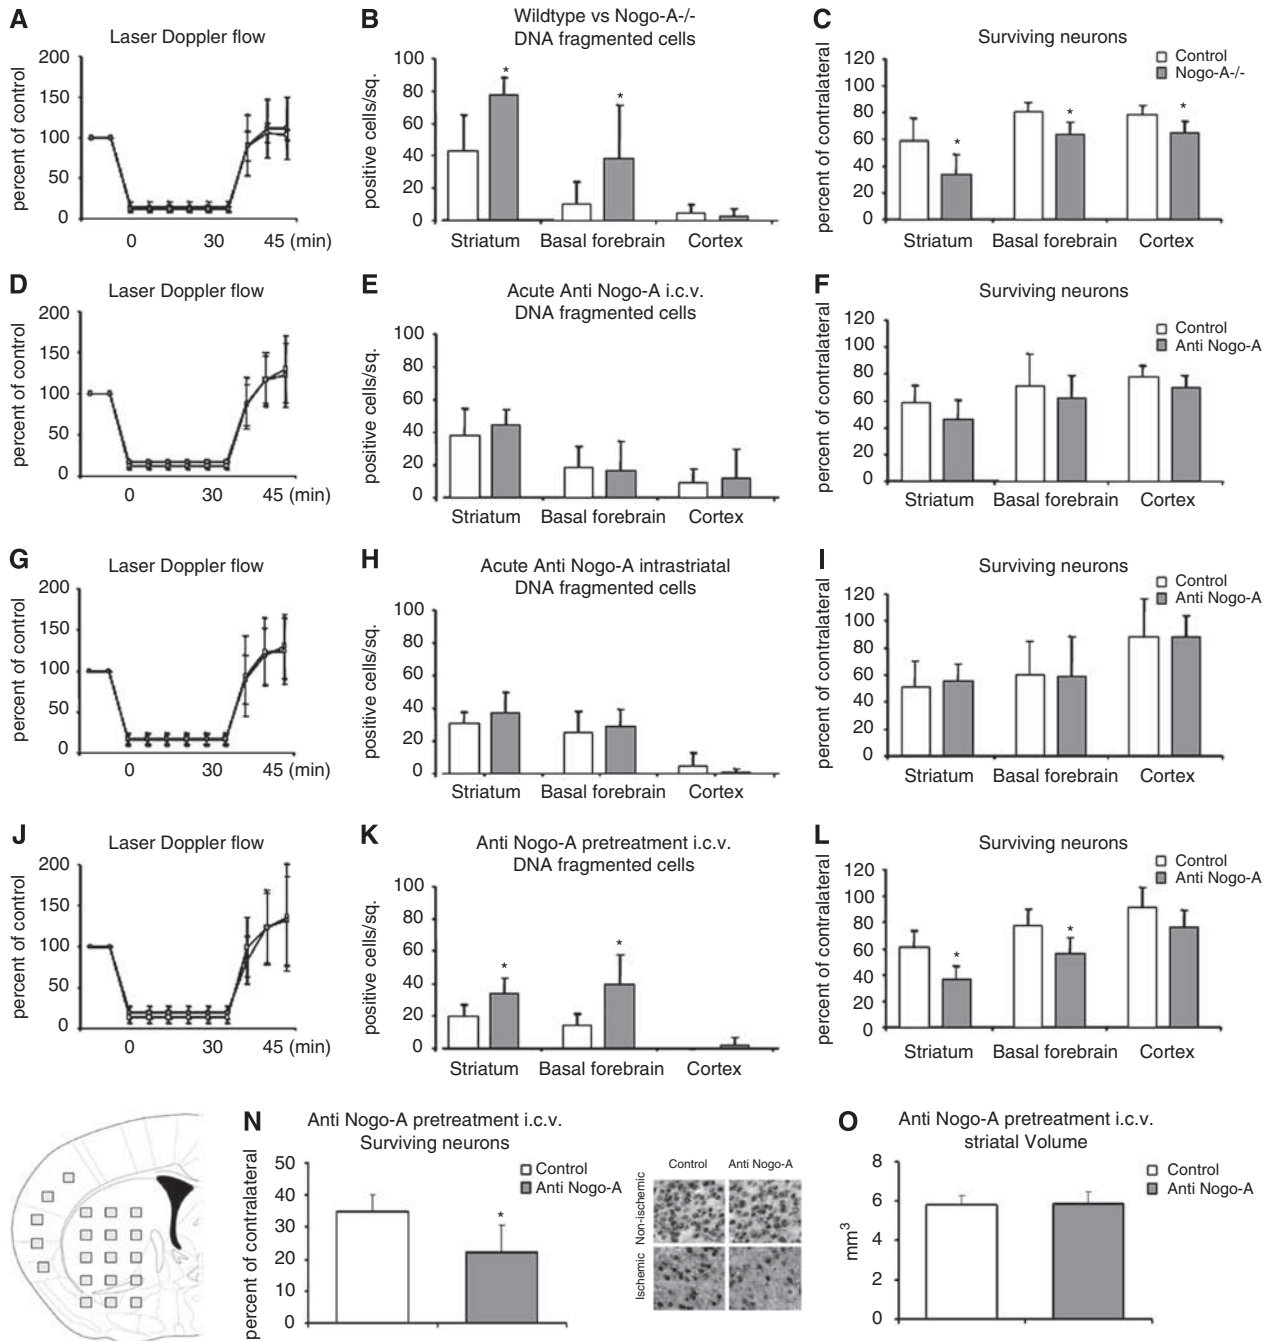 A
Laser Doppler flow
percent of control
200
150
100
50
0
0 30 45 (min)
B
Wildtype vs Nogo-A-/-
DNA fragmented cells
positive cells/sq.
100
80
60
40
20
0
* *
Striatum Basal forebrain Cortex
C
Surviving neurons
Control
Nogo-A-/-
percent of contralateral
120
100
80
60
40
20
0
* * *
Striatum Basal forebrain Cortex
D
Laser Doppler flow
percent of control
200
150
100
50
0
0 30 45 (min)
E
Acute Anti Nogo-A i.c.v.
DNA fragmented cells
positive cells/sq.
100
80
60
40
20
0
Striatum Basal forebrain Cortex
F
Surviving neurons
Control
Anti Nogo-A
percent of contralateral
120
100
80
60
40
20
0
Striatum Basal forebrain Cortex
G
Laser Doppler flow
percent of control
200
150
100
50
0
0 30 45 (min)
H
Acute Anti Nogo-A intrastriatal
DNA fragmented cells
positive cells/sq.
100
80
60
40
20
0
Striatum Basal forebrain Cortex
I
Surviving neurons
Control
Anti Nogo-A
percent of contralateral
120
100
80
60
40
20
0
Striatum Basal forebrain Cortex
J
Laser Doppler flow
percent of control
200
150
100
50
0
0 30 45 (min)
K
Anti Nogo-A pretreatment i.c.v.
DNA fragmented cells
positive cells/sq.
100
80
60
40
20
0
* *
Striatum Basal forebrain Cortex
L
Surviving neurons
Control
Anti Nogo-A
percent of contralateral
120
100
80
60
40
20
0
* *
Striatum Basal forebrain Cortex
N
Anti Nogo-A pretreatment i.c.v.
Surviving neurons
Control
Anti Nogo-A
percent of contralateral
50
40
30
20
10
0
*
Control Anti Nogo-A
Non-ischemic
Ischemic
O
Anti Nogo-A pretreatment i.c.v.
striatal Volume
Control
Anti Nogo-A
mm³
8
6
4
2
0